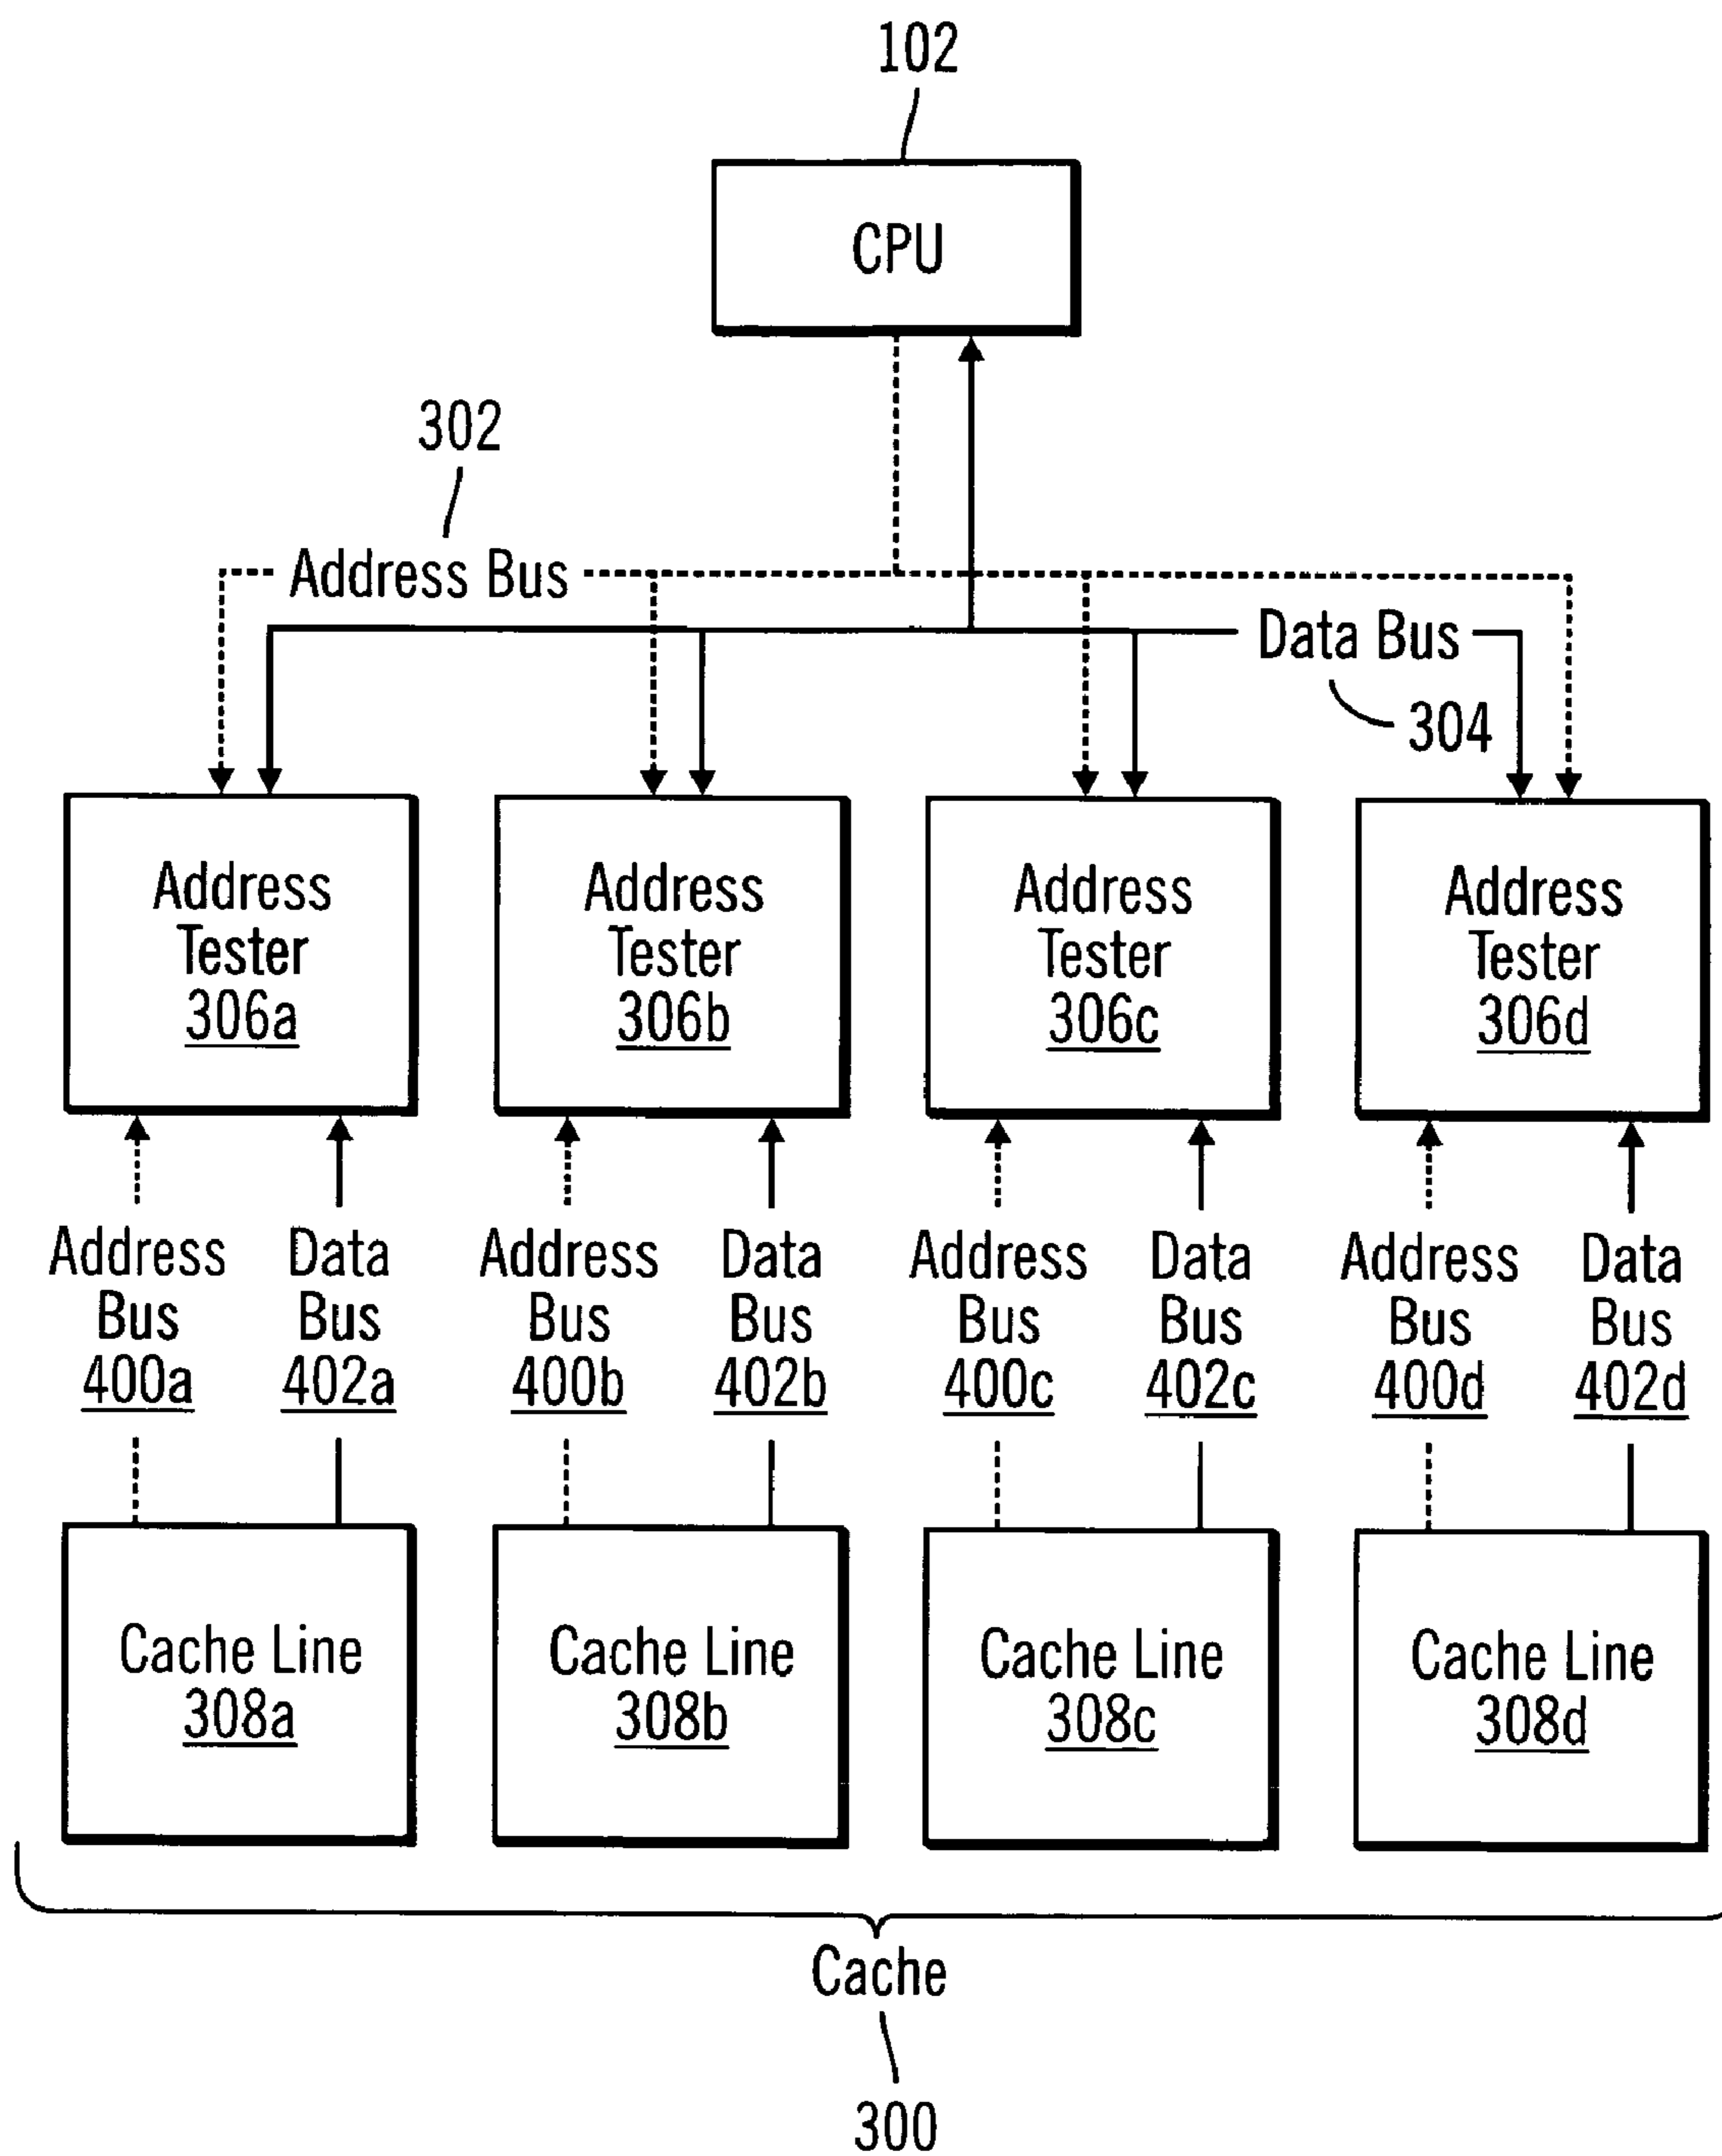 102
CPU
302
Address Bus
Data Bus
304
Address
Tester
306a
Address
Tester
306b
Address
Tester
306c
Address
Tester
306d
Address
Bus
400a
Data
Bus
402a
Address
Bus
400b
Data
Bus
402b
Address
Bus
400c
Data
Bus
402c
Address
Bus
400d
Data
Bus
402d
Cache Line
308a
Cache Line
308b
Cache Line
308c
Cache Line
308d
Cache
300